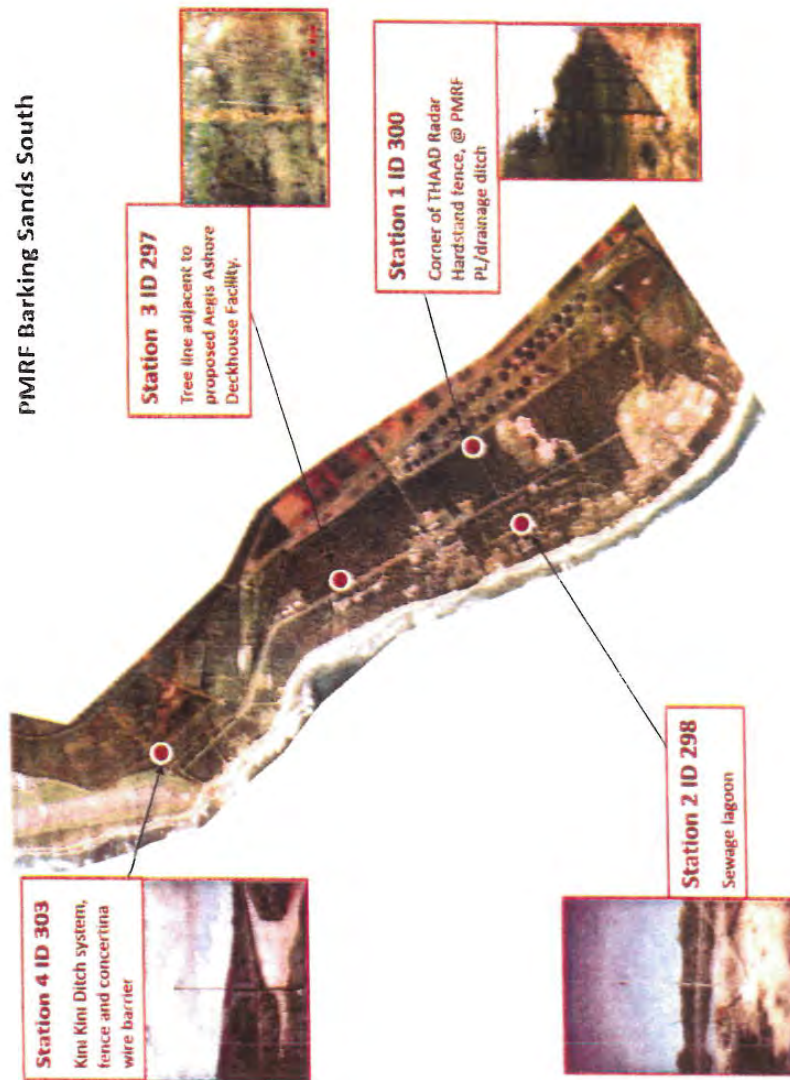 PMRF Barking Sands South
Station 4 ID 303
Kini Kini Ditch system,
fence and concertina
wire barrier
Station 3 ID 297
Tree line adjacent to
proposed Aegis Ashore
Deckhouse Facility.
Station 2 ID 298
Sewage lagoon
Station 1 ID 300
Corner of THAAD Radar
Hardstand fence, @ PMRF
PL/drainage ditch